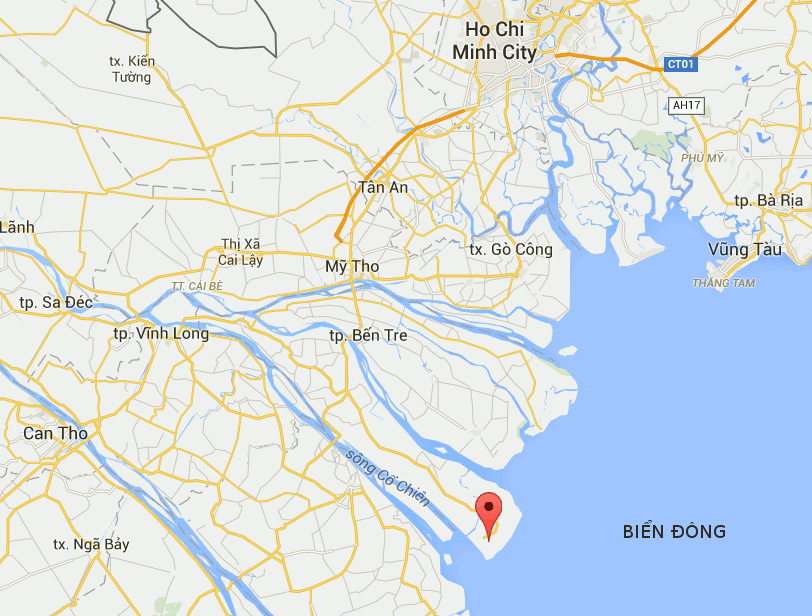 Ho Chi
Minh City
CT01
tx. Kiến
Tường
AH17
PHÚ MỸ
Tân An
tp. Bà Rịa
Lãnh
Thị Xã
Cai Lậy
tx. Gò Công
Vũng Tàu
Mỹ Tho
THẮNG TAM
TT. CÁI BÈ
tp. Sa Đéc
tp. Vĩnh Long
tp. Bến Tre
Can Tho
sông Cổ Chiên
BIỂN ĐÔNG
tx. Ngã Bảy